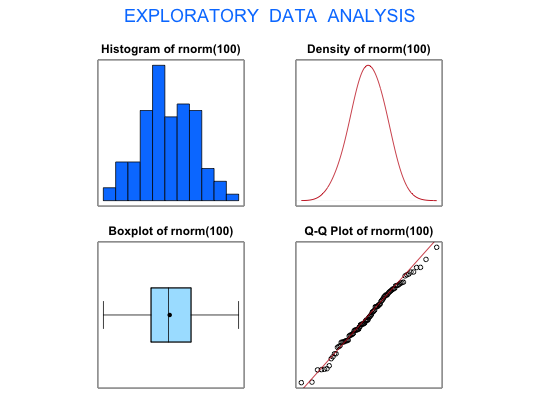 EXPLORATORY DATA ANALYSIS
Histogram of rnorm(100)
Density of rnorm(100)
Boxplot of rnorm(100)
Q-Q Plot of rnorm(100)